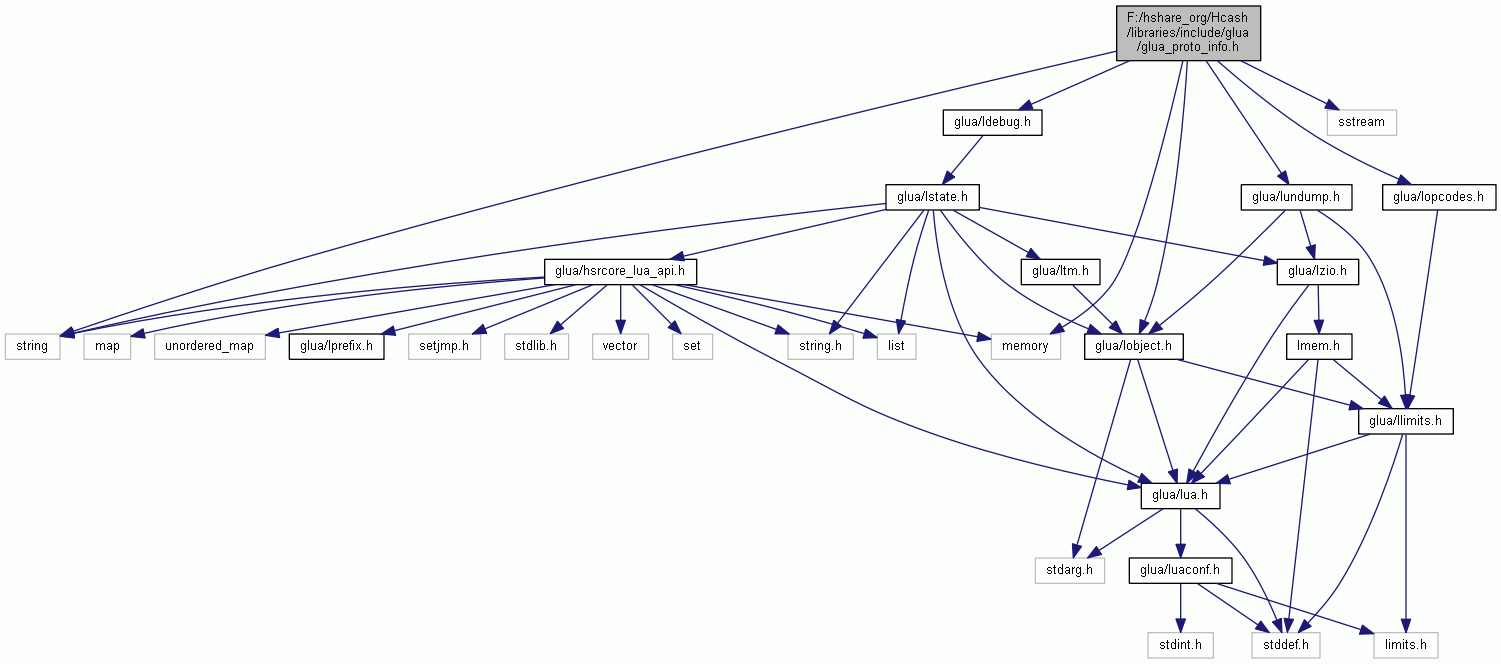 F:/hshare_org/Hcash
/libraries/include/glua
/glua_proto_info.h
glua/ldebug.h
sstream
glua/lstate.h
glua/lundump.h
glua/lopcodes.h
glua/hsrcore_lua_api.h
glua/ltm.h
glua/lzio.h
string
map
unordered_map
glua/lprefix.h
setjmp.h
stdlib.h
vector
set
string.h
list
memory
glua/lobject.h
lmem.h
glua/llimits.h
glua/lua.h
stdarg.h
glua/luaconf.h
stdint.h
stddef.h
limits.h